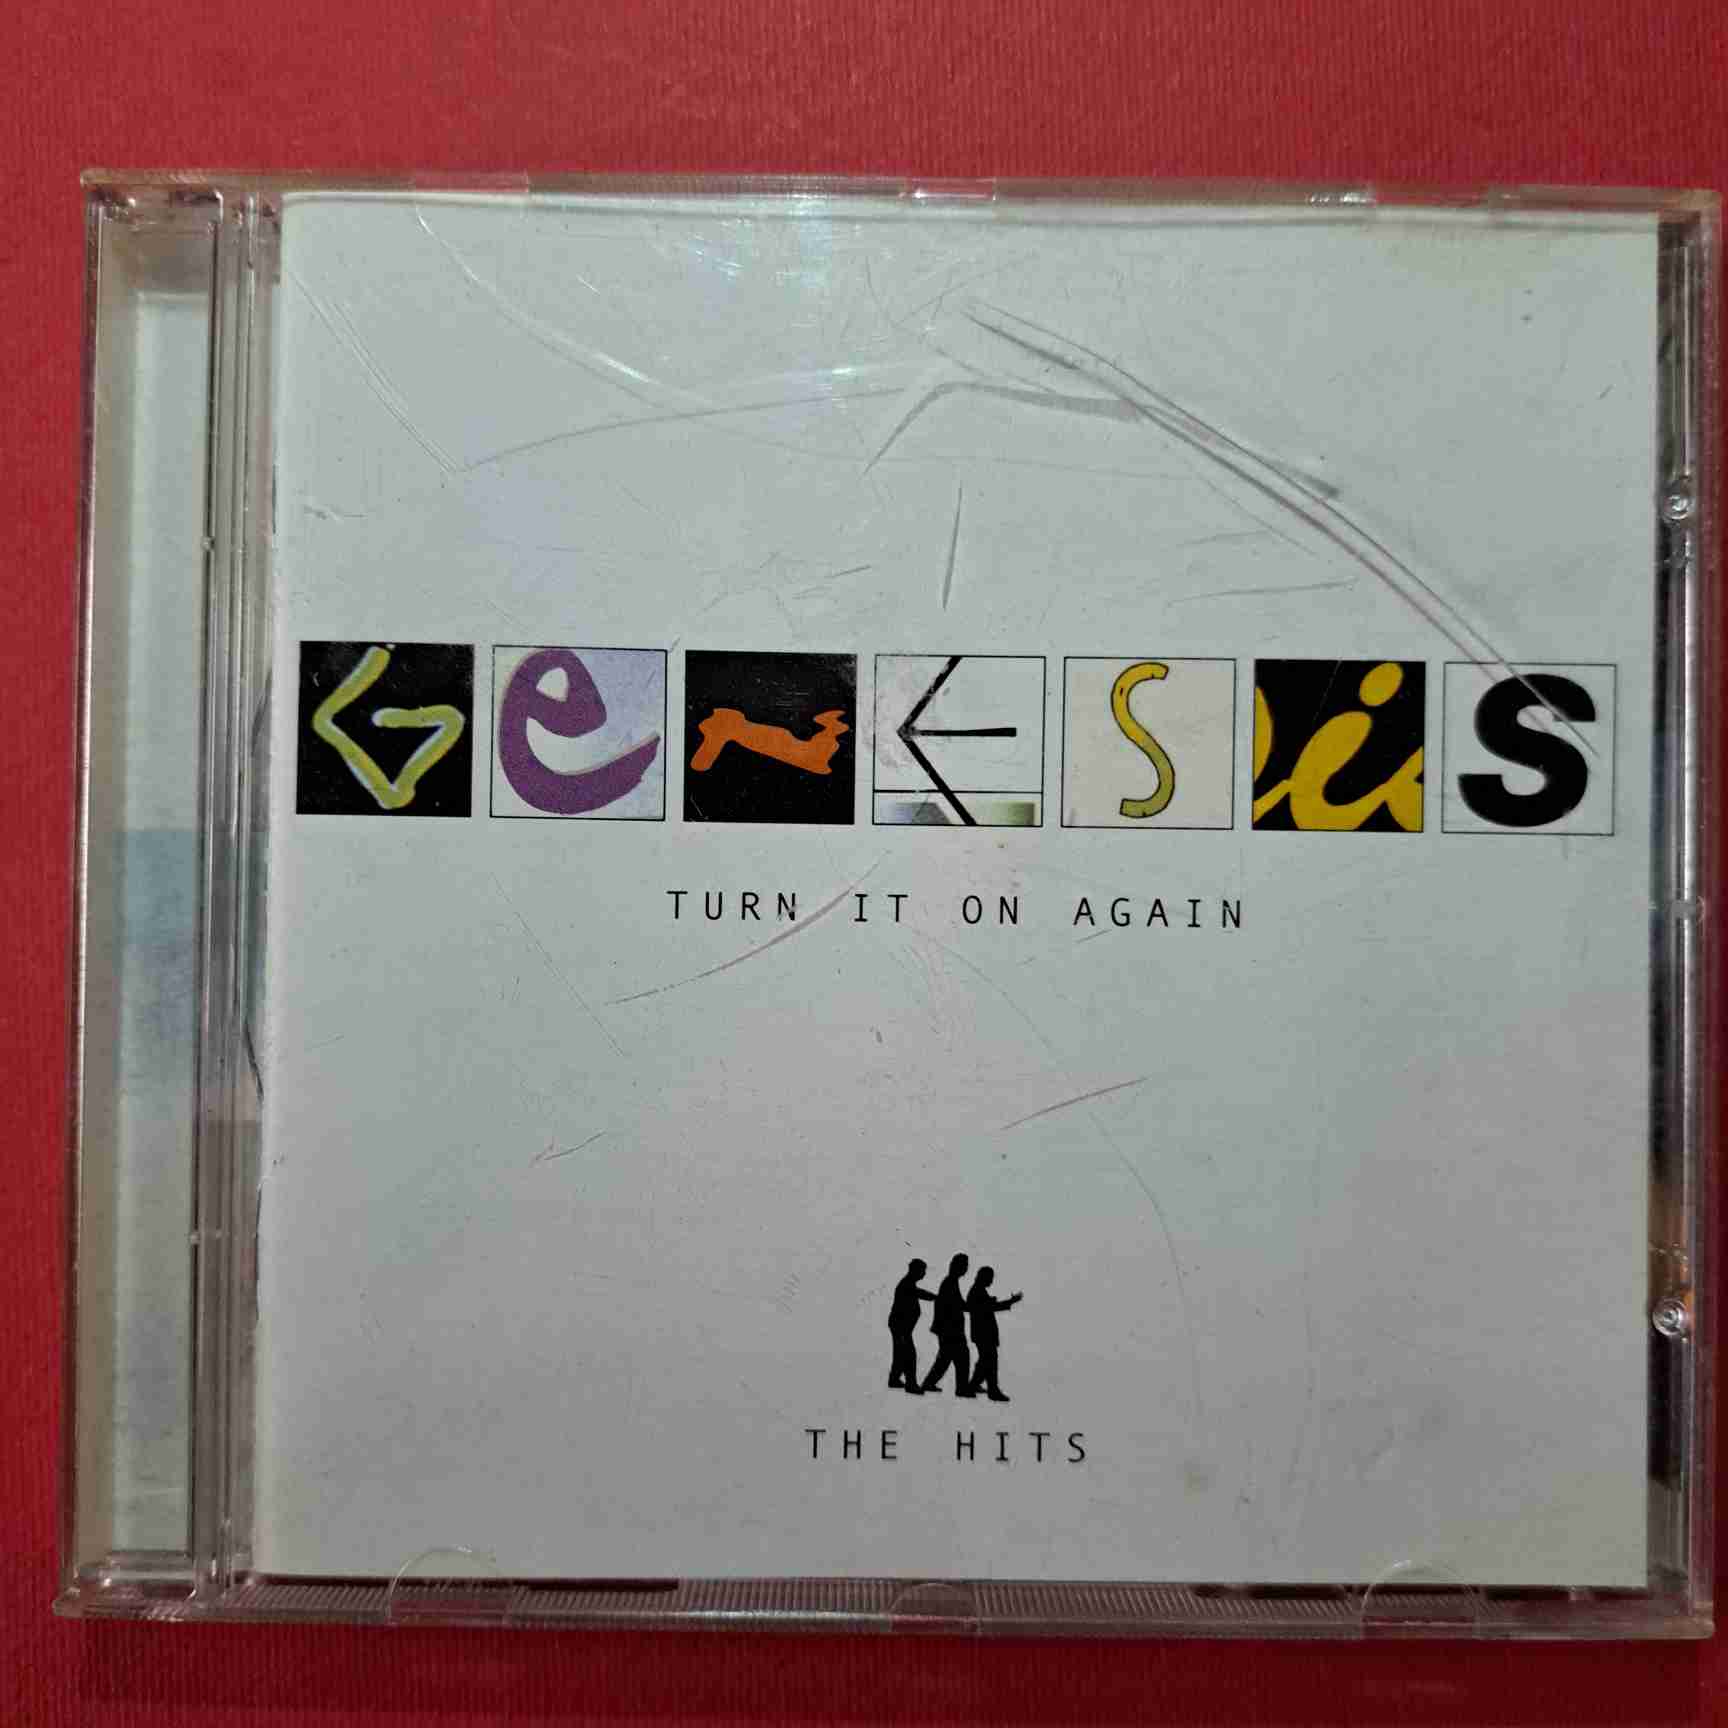 GeNESiS
TURN IT ON AGAIN
THE HITS